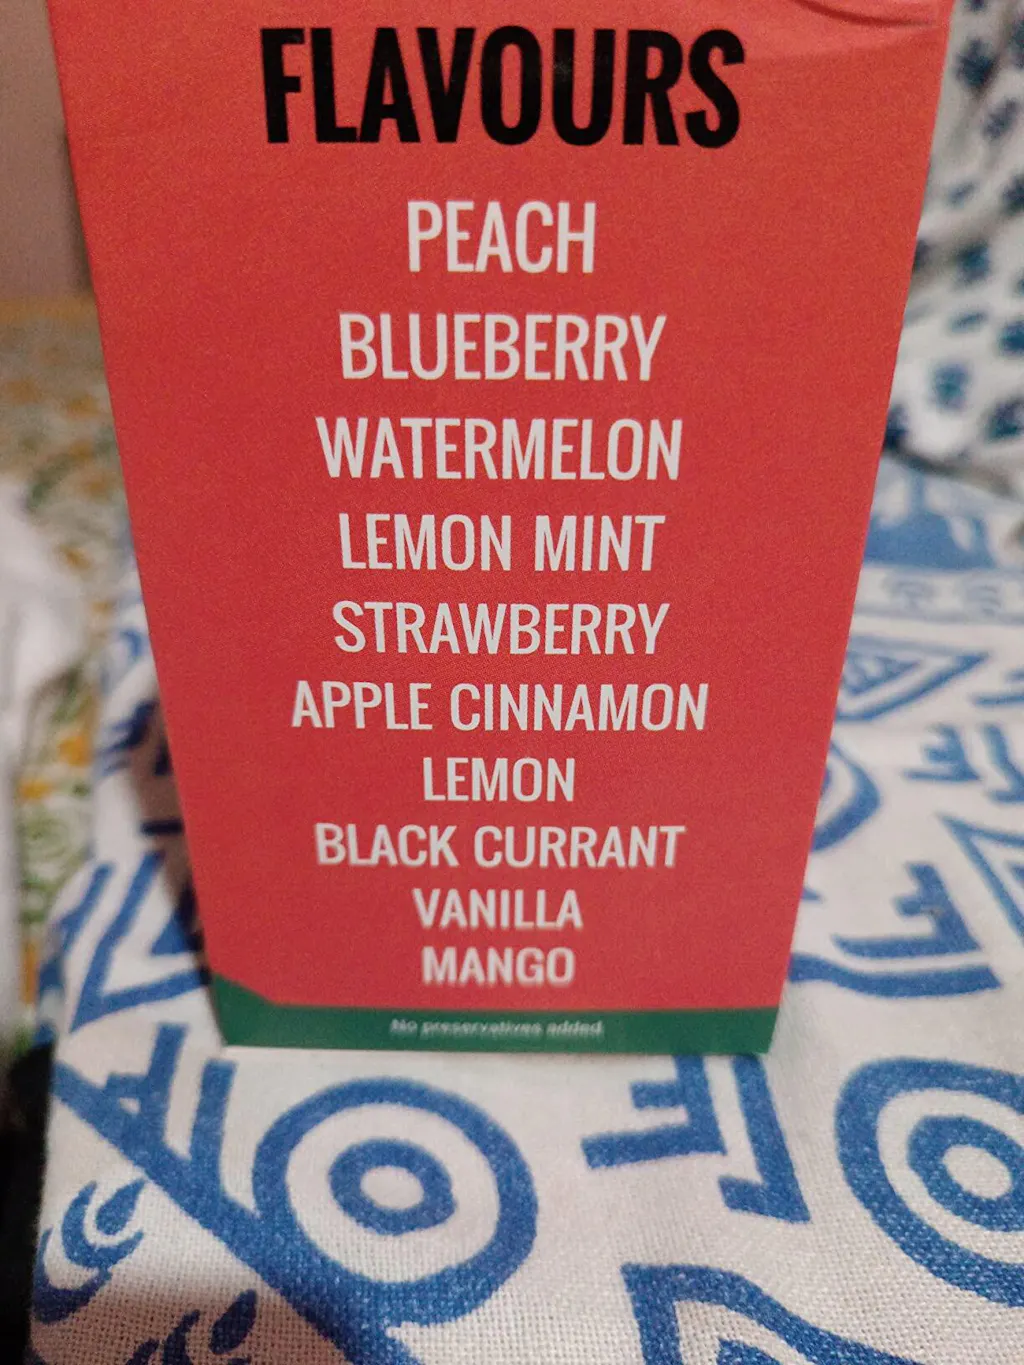 FLAVOURS
PEACH
BLUEBERRY
WATERMELON
LEMON MINT
STRAWBERRY
APPLE CINNAMON
LEMON
BLACK CURRANT
VANILLA
MANGO
No preservatives added